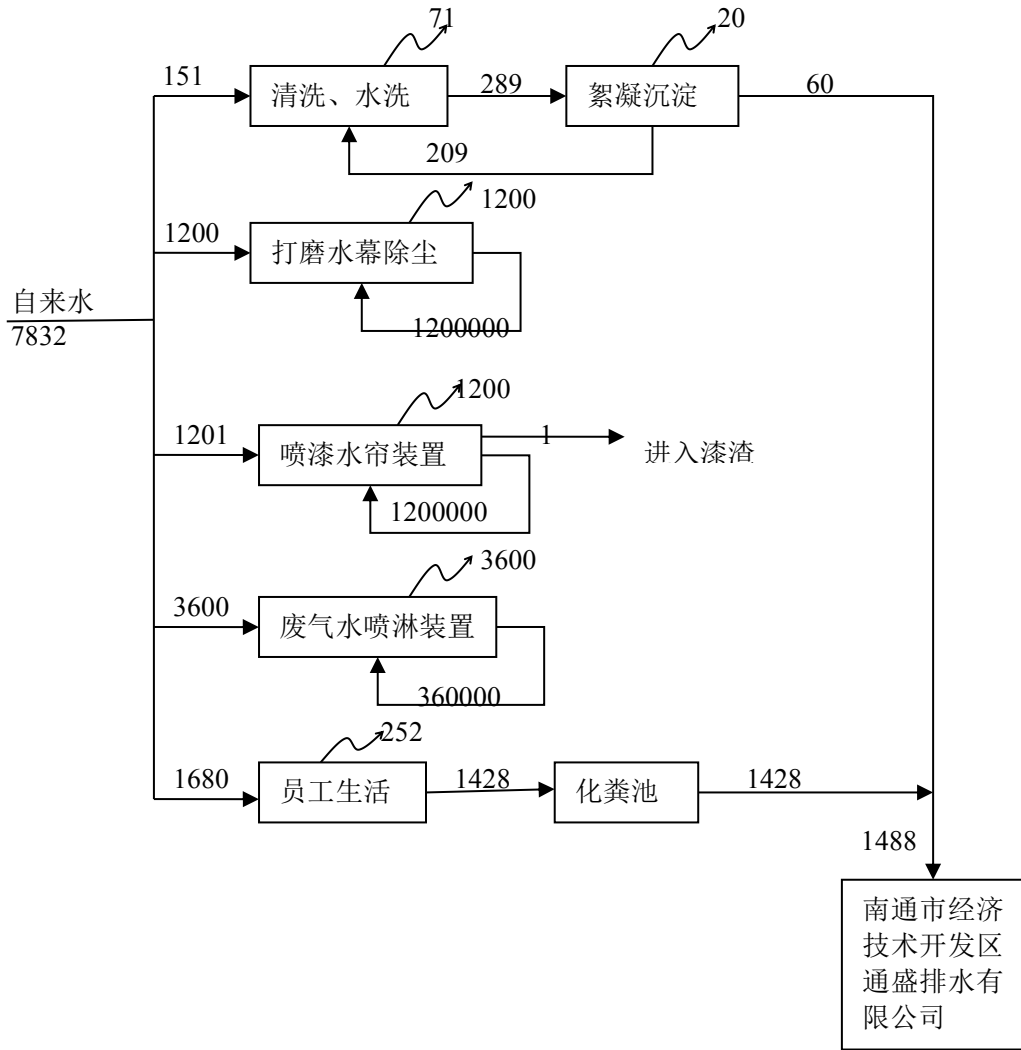 71
20
151
清洗、水洗
289
絮凝沉淀
60
209
1200
1200
打磨水幕除尘
自来水
7832
1200000
1200
1201
喷漆水帘装置
1
进入漆渣
1200000
3600
3600
废气水喷淋装置
360000
252
1680
员工生活
1428
化粪池
1428
1488
南通市经济
技术开发区
通盛排水有
限公司